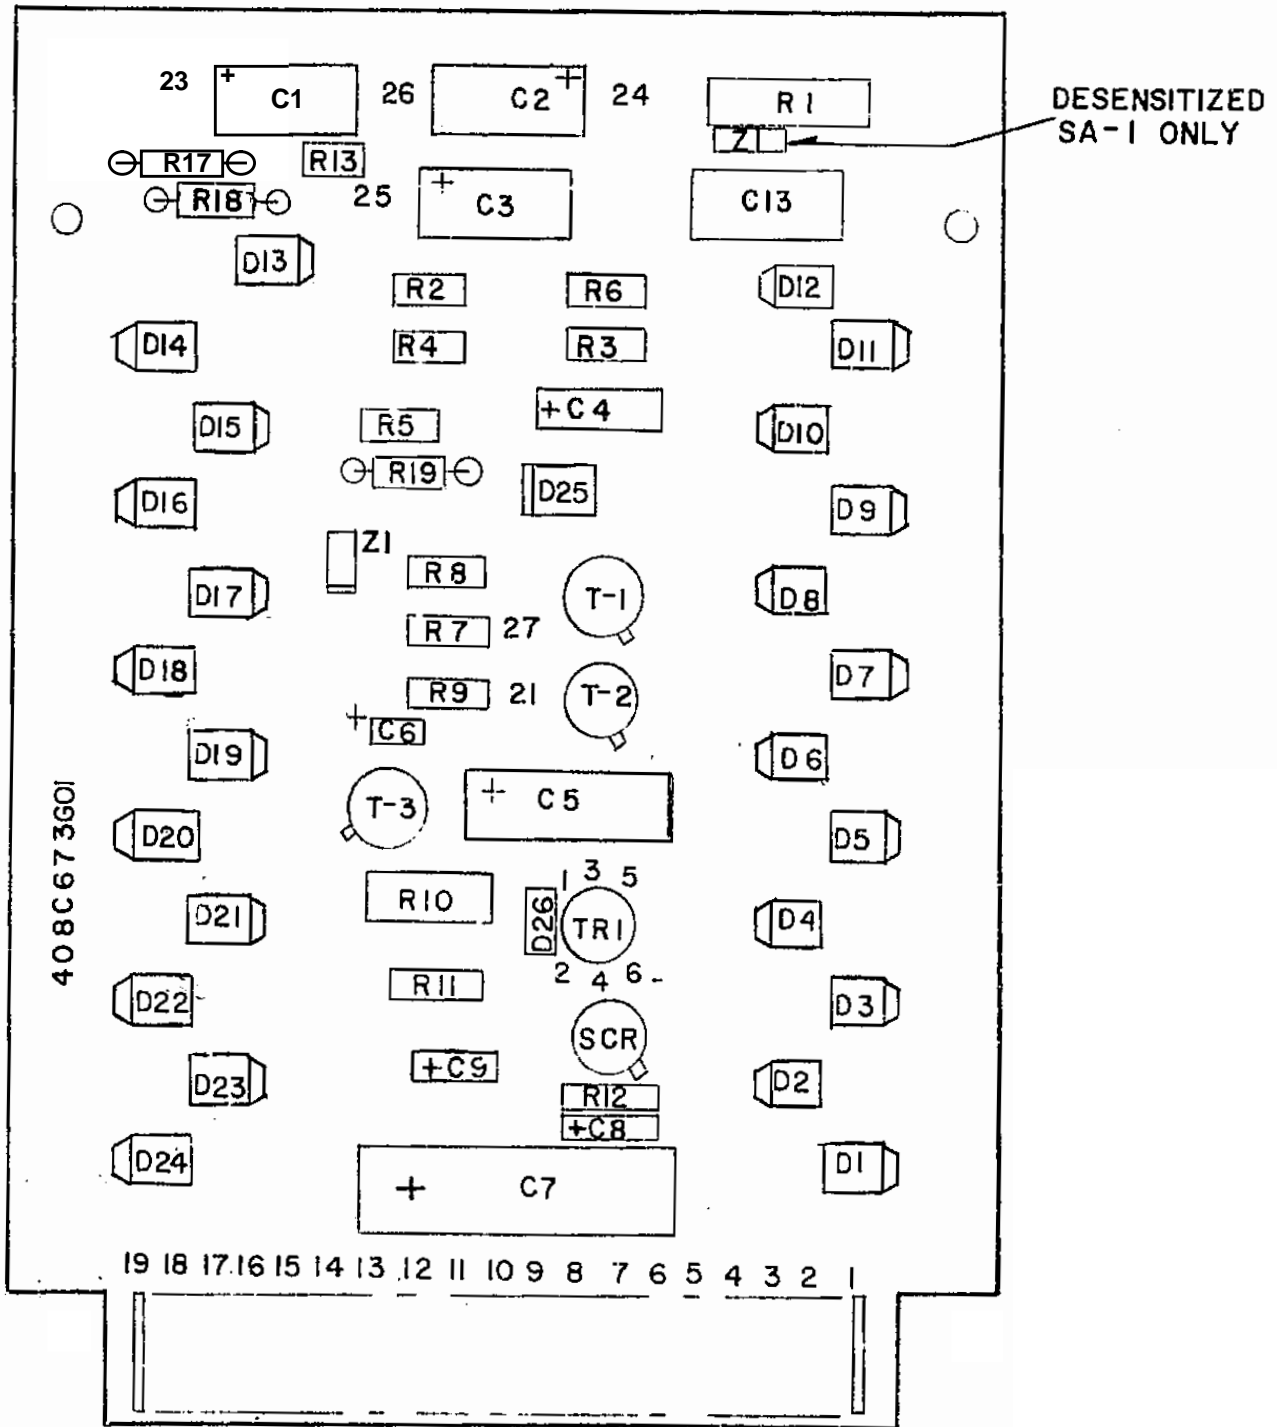 23
+
C1
26
C2
+
24
R1
DESENSITIZED
SA-1 ONLY
Z1
R17
R13
R18
25
+
C3
C13
D13
R2
R6
D12
D14
R4
R3
D11
+C4
D15
R5
D10
R19
D16
D25
D9
Z1
R8
T-1
D17
D8
R7
27
D18
D7
R9
21
T-2
+
C6
D19
D6
T-3
+
C5
D20
D5
408C673G01
1 3 5
R10
D26
TR1
D21
D4
2 4 6 -
R11
D22
D3
SCR
+C9
D23
D2
R12
+C8
D24
D1
+
C7
19 18 17 16 15 14 13 12 11 10 9 8 7 6 5 4 3 2 1